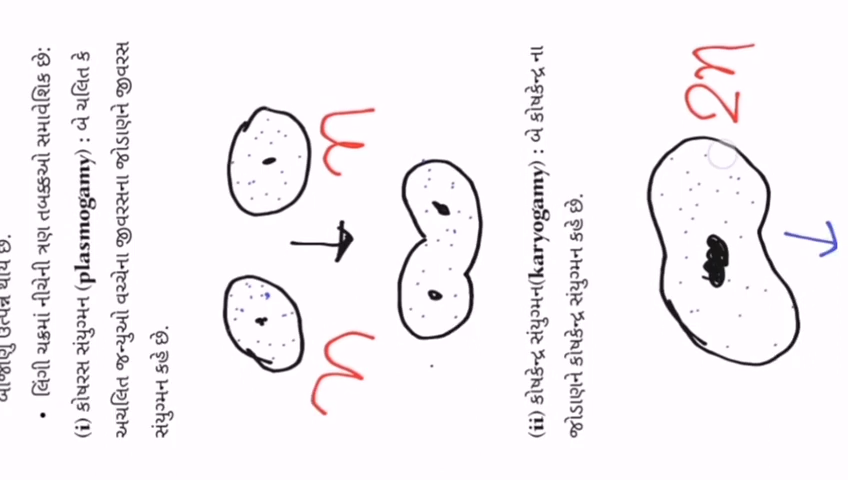 બીજાણુ ઉત્પન્ન થાય છે.
• લિંગી ચક્રમાં નીચેની ત્રણ તબક્કઓ સમાવેશિક છે:
(i) કોષરસ સંયુગ્મન (plasmogamy) : બે ચલિત કે
અચલિત જન્યુઓ વચ્ચેના જીવરસના જોડાણને જીવરસ
સંયુગ્મન કહે છે.
n
n
(ii) કોષકેન્દ્ર સંયુગ્મન(karyogamy) : બે કોષકેન્દ્ર ના
જોડાણને કોષકેન્દ્ર સંયુગ્મન કહે છે.
2n